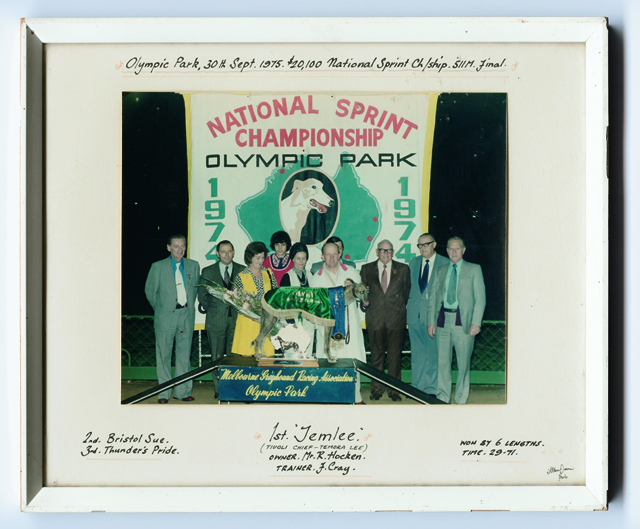 Olympic Park, 30th Sept. 1975. $20,100 National Sprint Ch/ship. 511M. Final.
NATIONAL SPRINT
CHAMPIONSHIP
OLYMPIC PARK
1974 1974
Melbourne Greyhound Racing Association
Olympic Park
2nd. Bristol Sue.
3rd. Thunder's Pride.
1st. "Temlee"
(TIVOLI CHIEF-TEMORA LEE)
OWNER. Mr. R. Hocken.
TRAINER. J. Cray.
WON BY 6 LENGTHS.
TIME. 29-71.